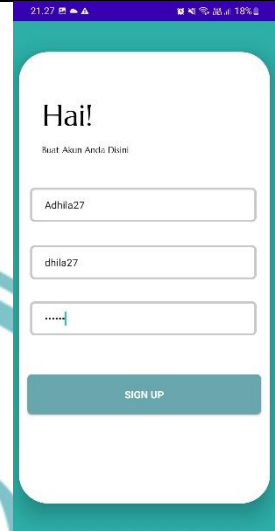 21.27 18%
Hai!
Buat Akun Anda Disini
Adhila27
dhila27
••••••
SIGN UP